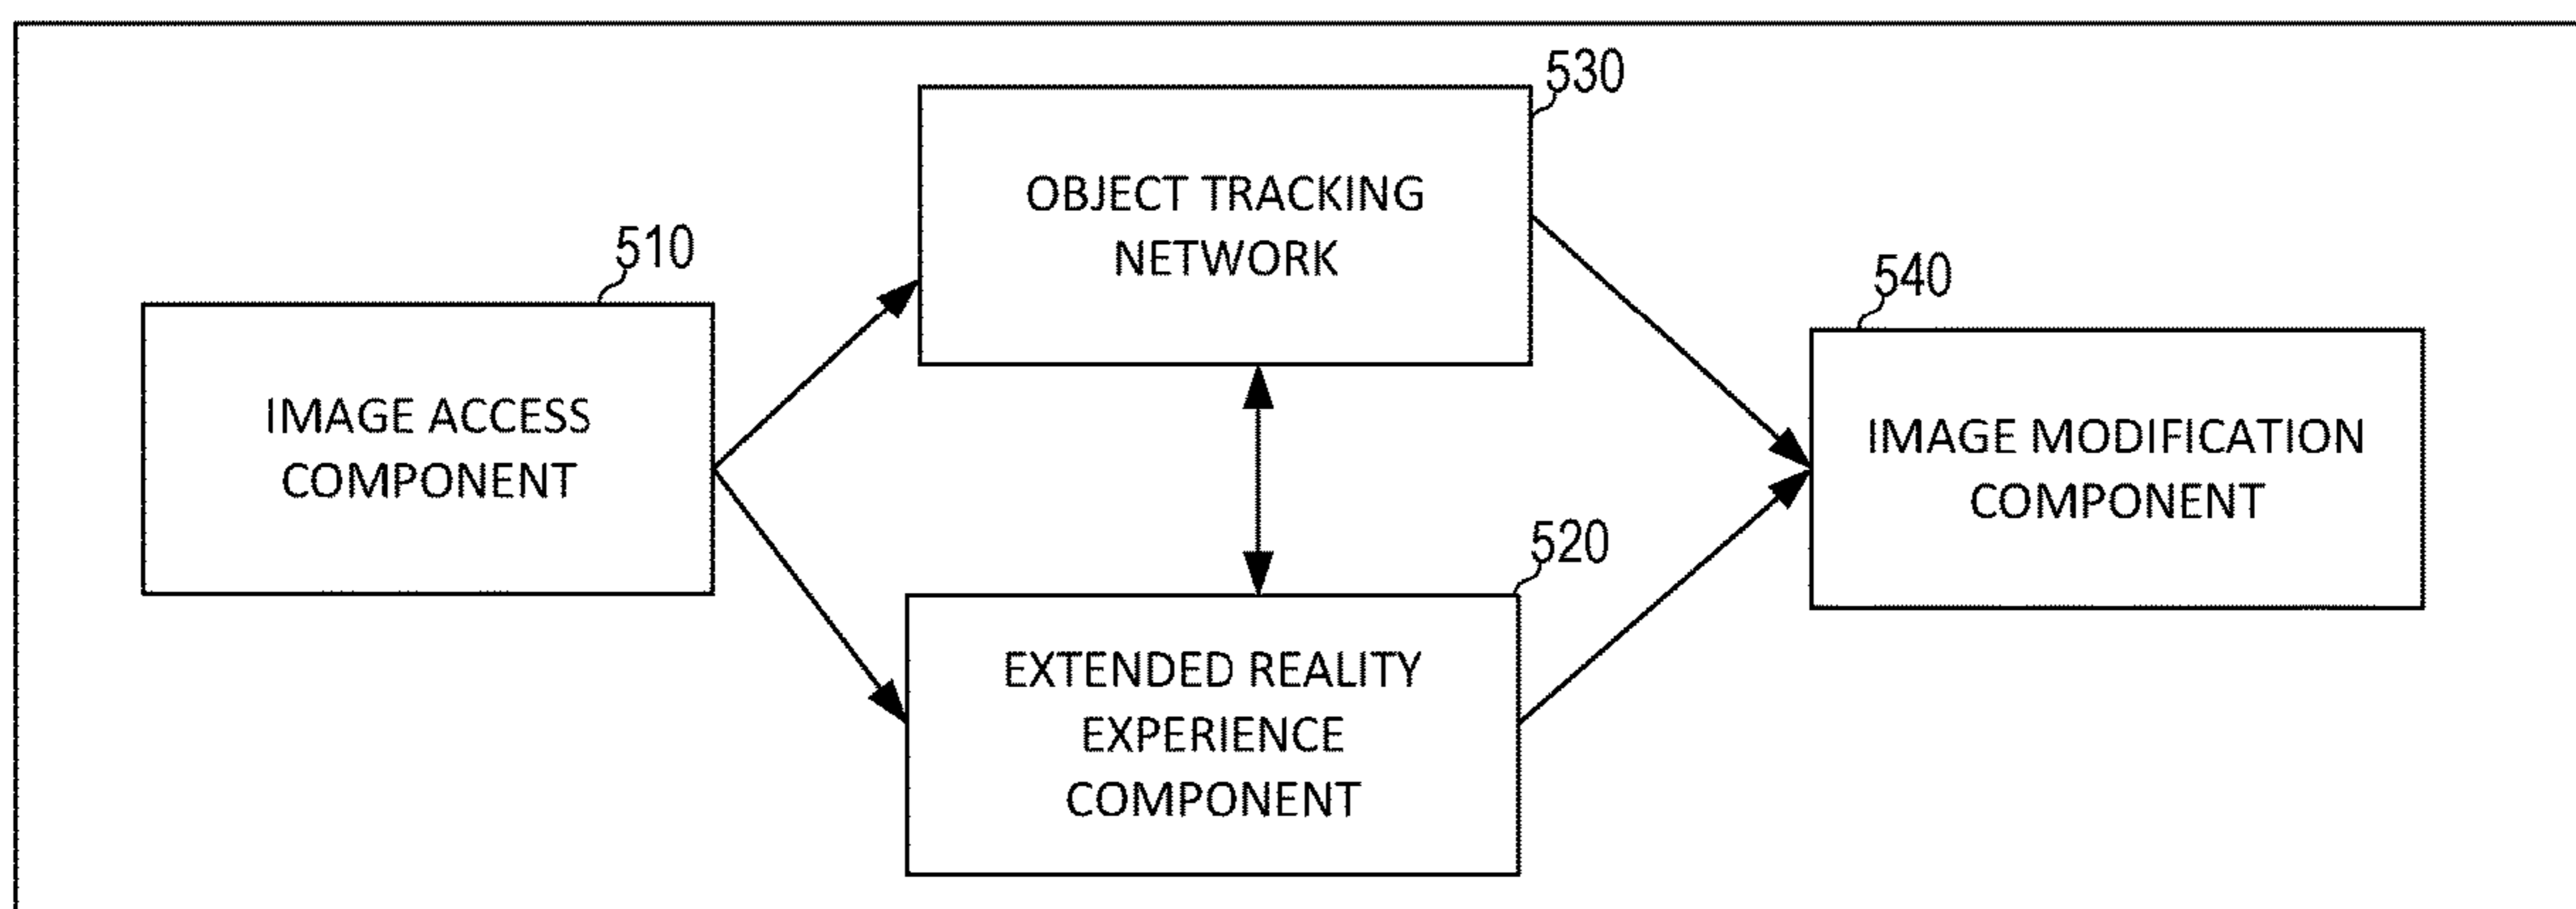 530
OBJECT TRACKING
NETWORK
510
IMAGE ACCESS
COMPONENT
540
IMAGE MODIFICATION
COMPONENT
520
EXTENDED REALITY
EXPERIENCE
COMPONENT